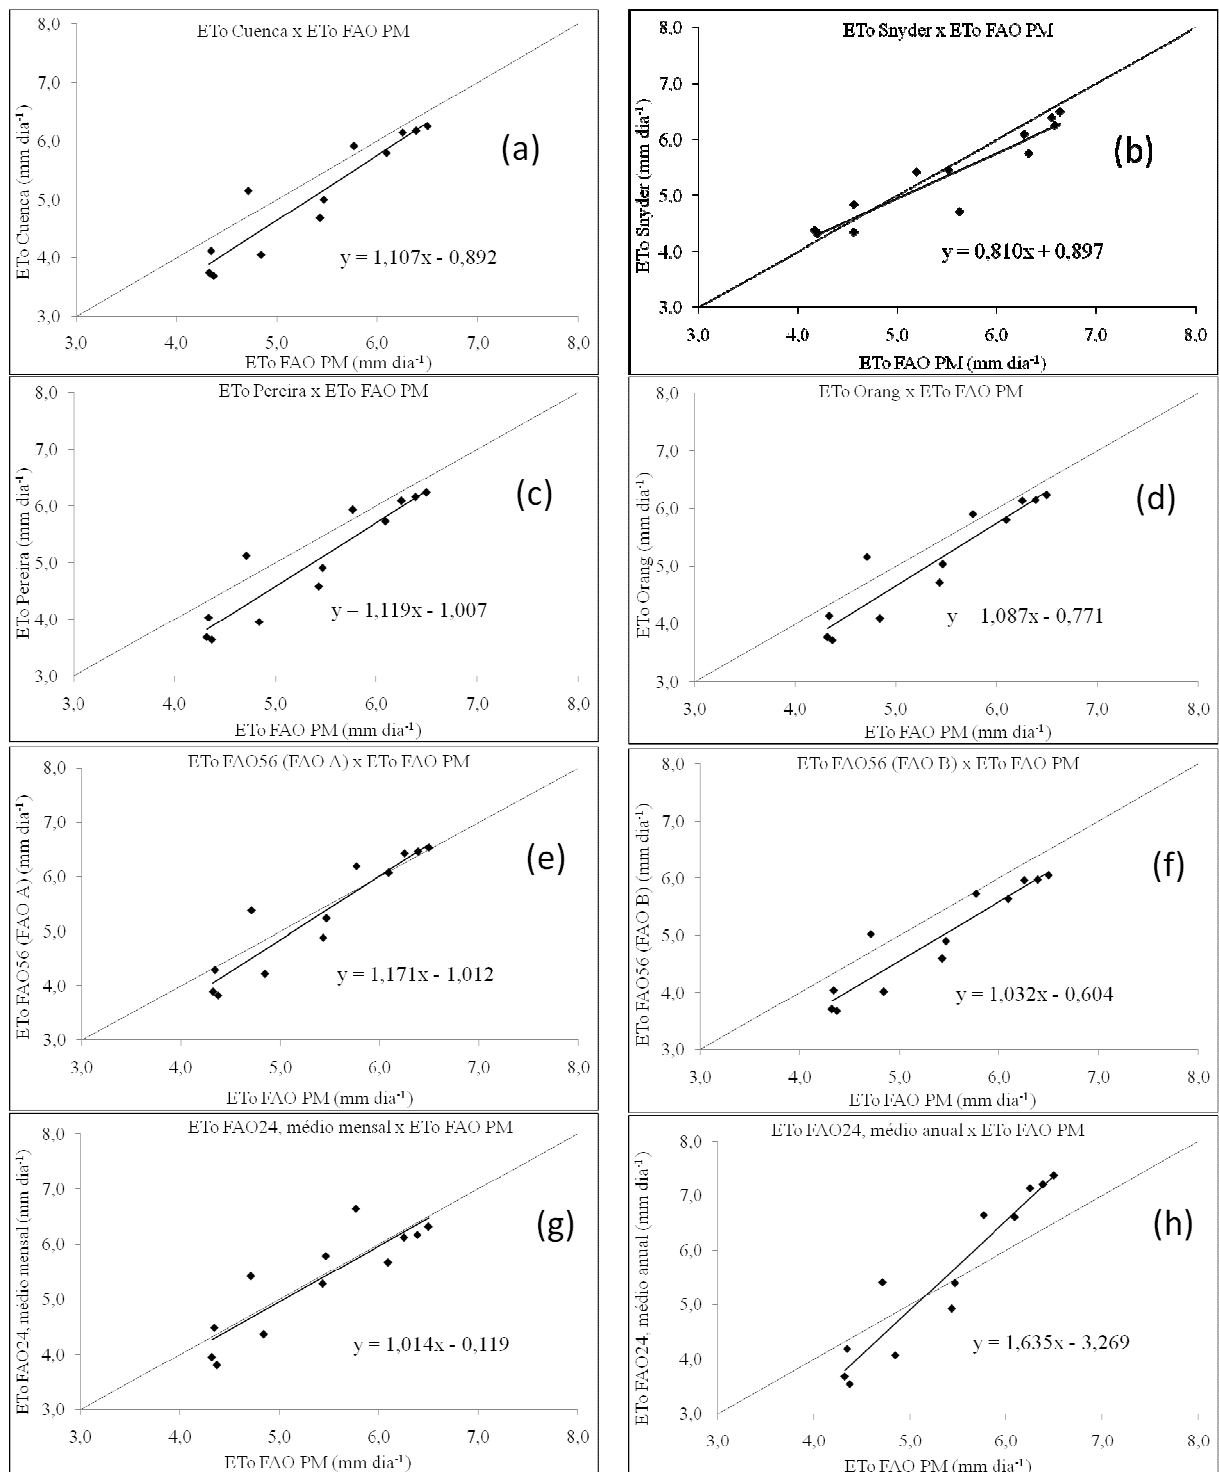 ETo Cuenca x ETo FAO PM
ETo Cuenca (mm dia⁻¹)
8,0
7,0
6,0
5,0
4,0
3,0
(a)
y = 1,107x - 0,892
3,0 4,0 5,0 6,0 7,0 8,0
ETo FAO PM (mm dia⁻¹)
ETo Snyder x ETo FAO PM
ETo Snyder (mm dia⁻¹)
8.0
7.0
6.0
5.0
4.0
3.0
(b)
y = 0,810x + 0,897
3.0 4.0 5.0 6.0 7.0 8.0
ETo FAO PM (mm dia⁻¹)
ETo Pereira x ETo FAO PM
ETo Pereira (mm dia⁻¹)
8,0
7,0
6,0
5,0
4,0
3,0
(c)
y = 1,119x - 1,007
3,0 4,0 5,0 6,0 7,0 8,0
ETo FAO PM (mm dia⁻¹)
ETo Orang x ETo FAO PM
ETo Orang (mm dia⁻¹)
8,0
7,0
6,0
5,0
4,0
3,0
(d)
y 1,087x - 0,771
3,0 4,0 5,0 6,0 7,0 8,0
ETo FAO PM (mm dia⁻¹)
ETo FAO56 (FAO A) x ETo FAO PM
ETo FAO56 (FAO A) (mm dia⁻¹)
8,0
7,0
6,0
5,0
4,0
3,0
(e)
y = 1,171x - 1,012
3,0 4,0 5,0 6,0 7,0 8,0
ETo FAO PM (mm dia⁻¹)
ETo FAO56 (FAO B) x ETo FAO PM
ETo FAO56 (FAO B) (mm dia⁻¹)
8,0
7,0
6,0
5,0
4,0
3,0
(f)
y = 1,032x - 0,604
3,0 4,0 5,0 6,0 7,0 8,0
ETo FAO PM (mm dia⁻¹)
ETo FAO24, médio mensal x ETo FAO PM
ETo FAO24, médio mensal (mm dia⁻¹)
8,0
7,0
6,0
5,0
4,0
3,0
(g)
y = 1,014x - 0,119
3,0 4,0 5,0 6,0 7,0 8,0
ETo FAO PM (mm dia⁻¹)
ETo FAO24, médio anual x ETo FAO PM
ETo FAO24, médio anual (mm dia⁻¹)
8,0
7,0
6,0
5,0
4,0
3,0
(h)
y = 1,635x - 3,269
3,0 4,0 5,0 6,0 7,0 8,0
ETo FAO PM (mm dia⁻¹)